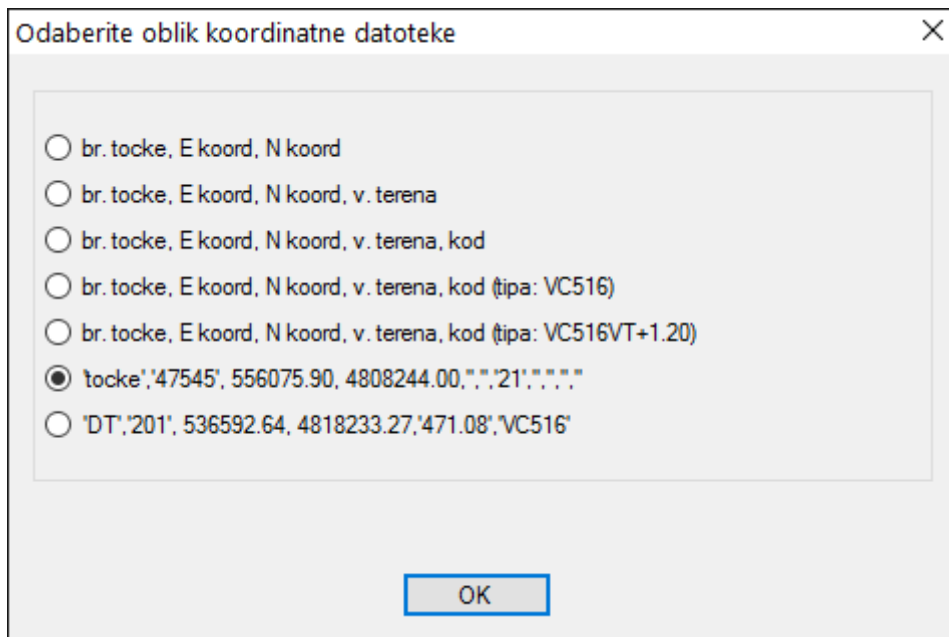 Odaberite oblik koordinatne datoteke
br. tocke, E koord, N koord
br. tocke, E koord, N koord, v. terena
br. tocke, E koord, N koord, v. terena, kod
br. tocke, E koord, N koord, v. terena, kod (tipa: VC516)
br. tocke, E koord, N koord, v. terena, kod (tipa: VC516VT+1.20)
'tocke','47545', 556075.90, 4808244.00,'','','21','','','',''
'DT','201', 536592.64, 4818233.27,'471.08','VC516'
OK